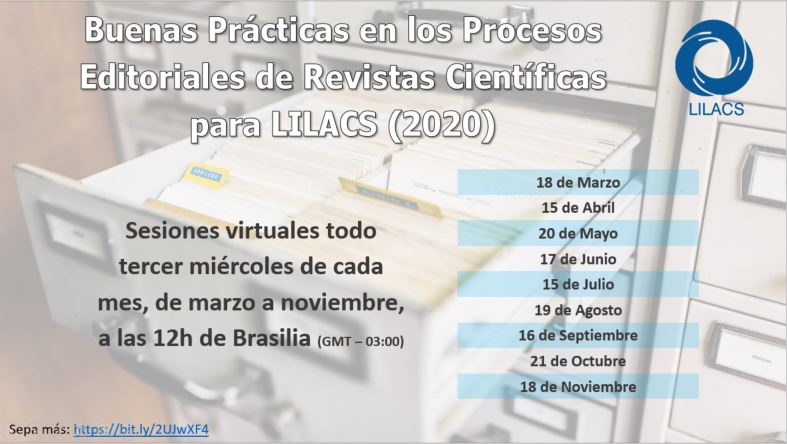 Buenas Prácticas en los Procesos
Editoriales de Revistas Científicas
para LILACS (2020)
LILACS
Sesiones virtuales todo
tercer miércoles de cada
mes, de marzo a noviembre,
a las 12h de Brasilia (GMT – 03:00)
18 de Marzo
15 de Abril
20 de Mayo
17 de Junio
15 de Julio
19 de Agosto
16 de Septiembre
21 de Octubre
18 de Noviembre
Sepa más: https://bit.ly/2UJwXF4